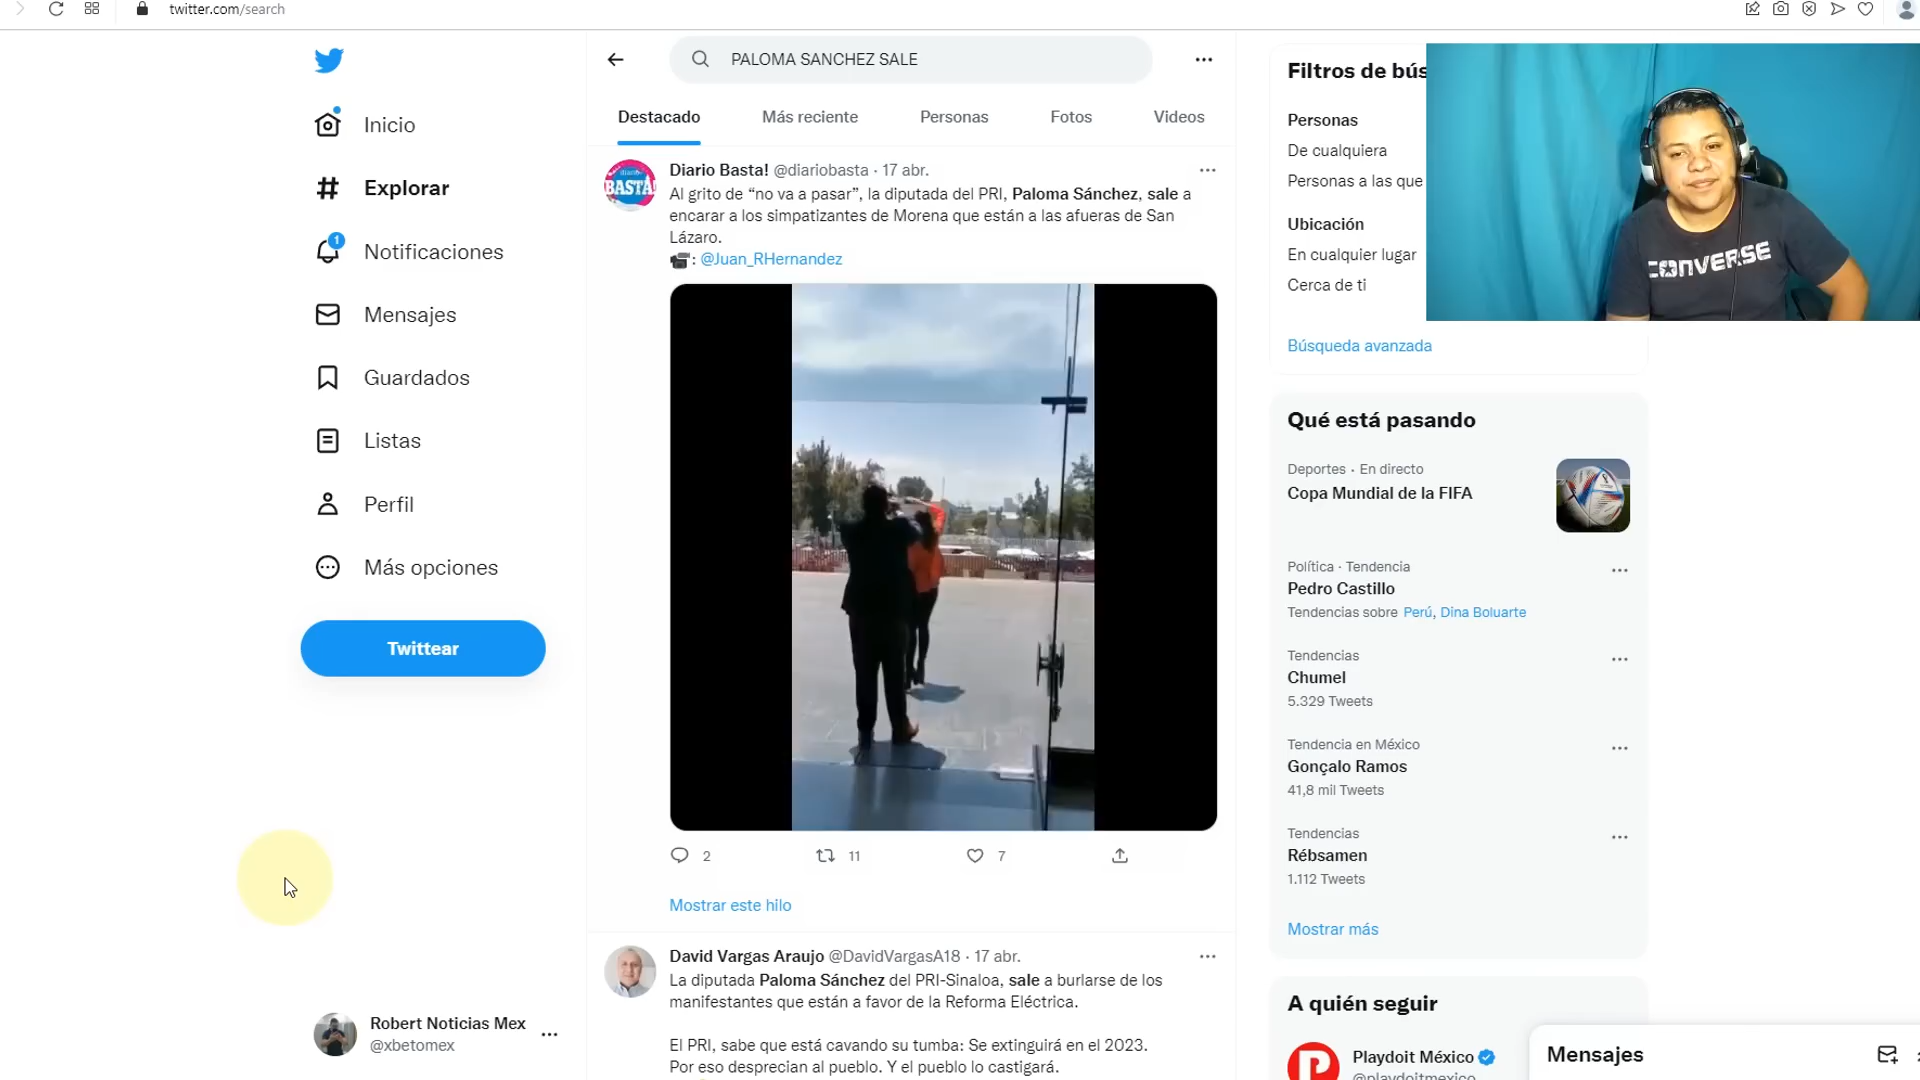 twitter.com/search
Inicio
Explorar
1
Notificaciones
Mensajes
Guardados
Listas
Perfil
Más opciones
Twittear
Robert Noticias Mex
@xbetomex
PALOMA SANCHEZ SALE
Destacado
Más reciente
Personas
Fotos
Videos
BASTA!
Diario Basta! @diariobasta · 17 abr.
Al grito de “no va a pasar”, la diputada del PRI, Paloma Sánchez, sale a
encarar a los simpatizantes de Morena que están a las afueras de San
Lázaro.
: @Juan_RHernandez
2
11
7
Mostrar este hilo
David Vargas Araujo @DavidVargasA18 · 17 abr.
La diputada Paloma Sánchez del PRI-Sinaloa, sale a burlarse de los
manifestantes que están a favor de la Reforma Eléctrica.
El PRI, sabe que está cavando su tumba: Se extinguirá en el 2023.
Por eso desprecian al pueblo. Y el pueblo lo castigará.
Filtros de bús
Personas
De cualquiera
Personas a las que
Ubicación
En cualquier lugar
Cerca de ti
Búsqueda avanzada
CONVERSE
Qué está pasando
Deportes · En directo
Copa Mundial de la FIFA
Política · Tendencia
Pedro Castillo
Tendencias sobre Perú, Dina Boluarte
Tendencias
Chumel
5.329 Tweets
Tendencia en México
Gonçalo Ramos
41,8 mil Tweets
Tendencias
Rébsamen
1.112 Tweets
Mostrar más
A quién seguir
Playdoit México
@playdoitmexico
Mensajes